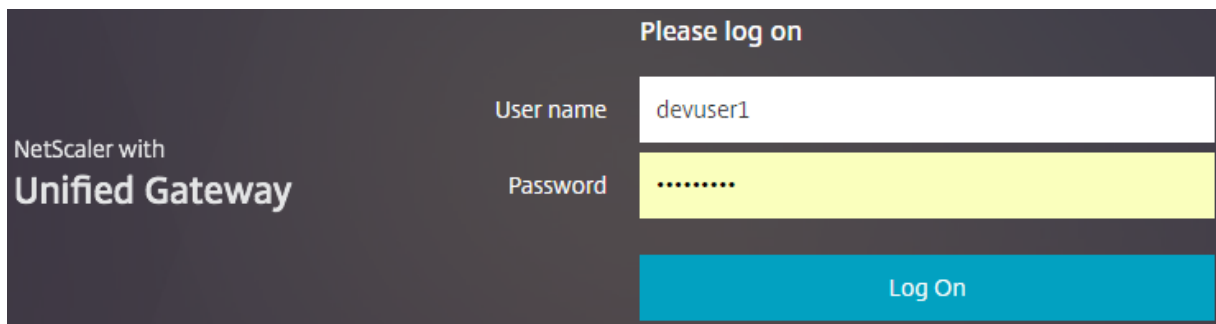 Please log on
User name
devuser1
NetScaler with
Unified Gateway
Password
•••••••••
Log On